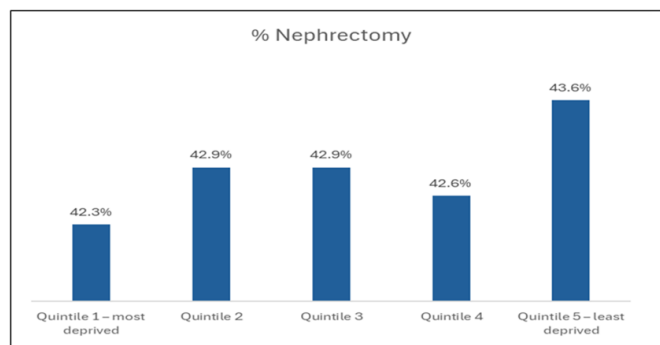 % Nephrectomy
43.6%
42.9%
42.9%
42.6%
42.3%
Quintile 1 – most
deprived
Quintile 2
Quintile 3
Quintile 4
Quintile 5 – least
deprived